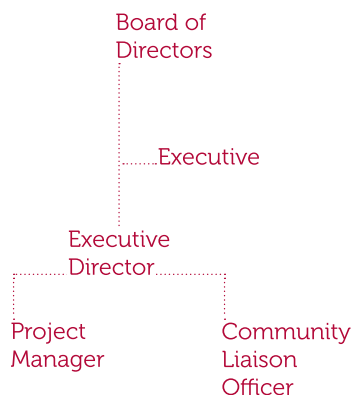 Board of
Directors
Executive
Executive
Director
Project
Manager
Community
Liaison
Officer